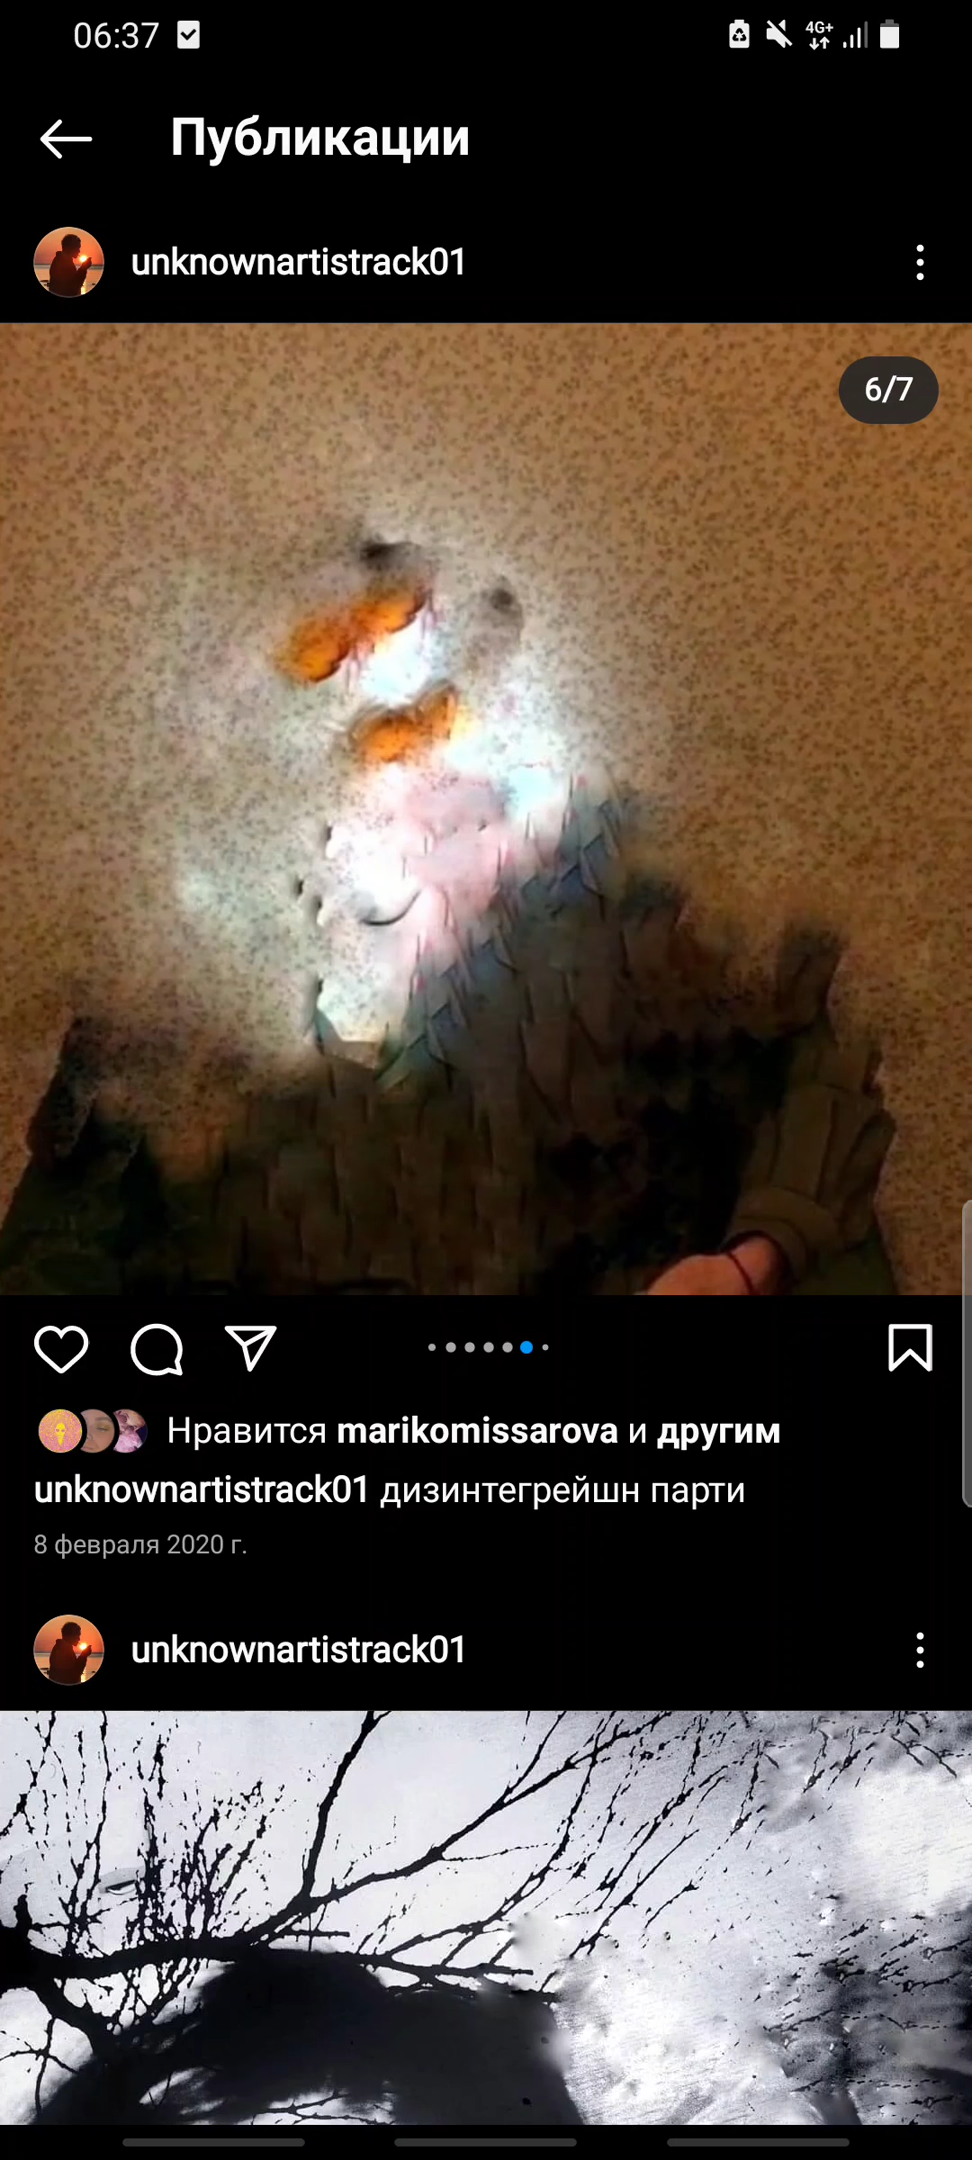 06:37
4G+
Публикации
unknownartistrack01
6/7
Нравится marikomissarova и другим
unknownartistrack01 дизинтегрейшн парти
8 февраля 2020 г.
unknownartistrack01